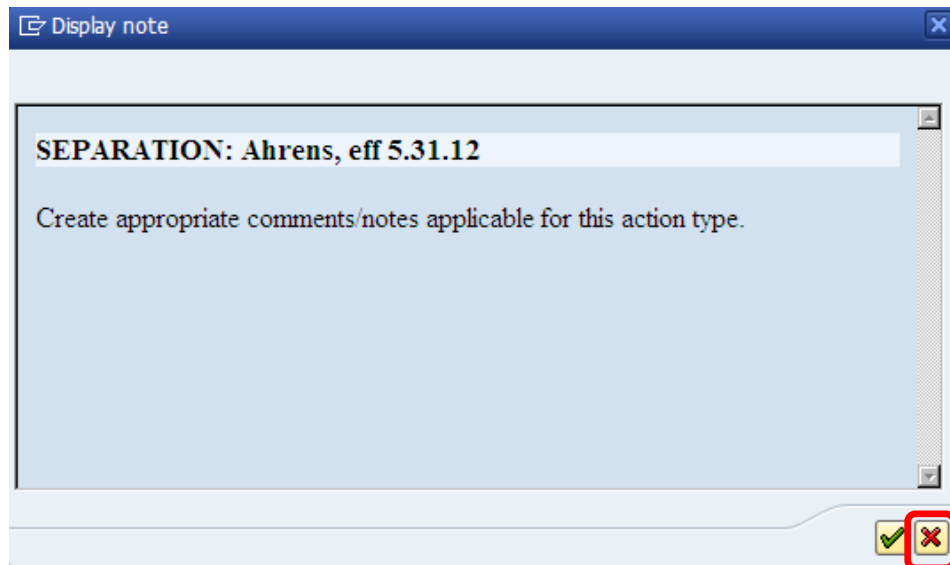 Display note
SEPARATION: Ahrens, eff 5.31.12
Create appropriate comments/notes applicable for this action type.